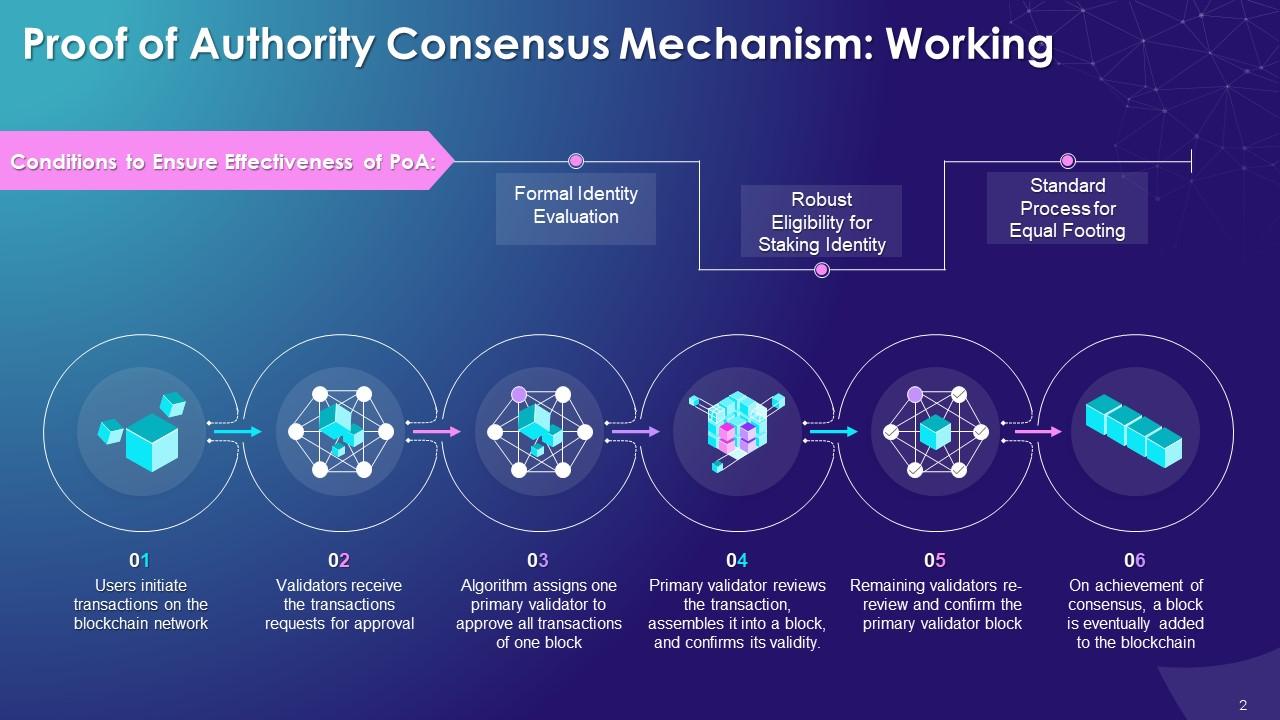 Proof of Authority Consensus Mechanism: Working
Conditions to Ensure Effectiveness of PoA:
Formal Identity
Evaluation
Robust
Eligibility for
Staking Identity
Standard
Process for
Equal Footing
01
Users initiate
transactions on the
blockchain network
02
Validators receive
the transactions
requests for approval
03
Algorithm assigns one
primary validator to
approve all transactions
of one block
04
Primary validator reviews
the transaction,
assembles it into a block,
and confirms its validity.
05
Remaining validators re-
review and confirm the
primary validator block
06
On achievement of
consensus, a block
is eventually added
to the blockchain
2